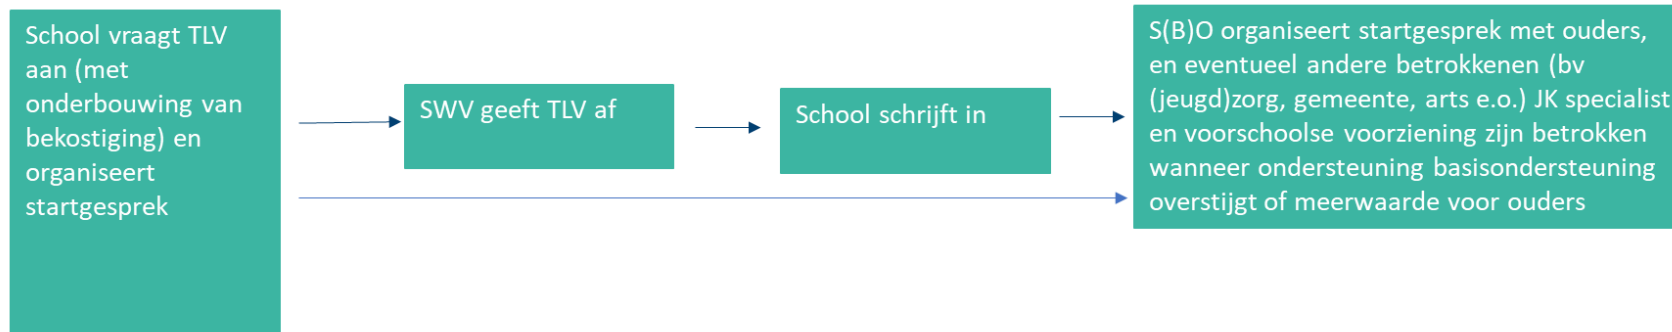 School vraagt TLV
aan (met
onderbouwing van
bekostiging) en
organiseert
startgesprek
SWV geeft TLV af
School schrijft in
S(B)O organiseert startgesprek met ouders,
en eventueel andere betrokkenen (bv
(jeugd)zorg, gemeente, arts e.o.) JK specialist
en voorschoolse voorziening zijn betrokken
wanneer ondersteuning basisondersteuning
overstijgt of meerwaarde voor ouders